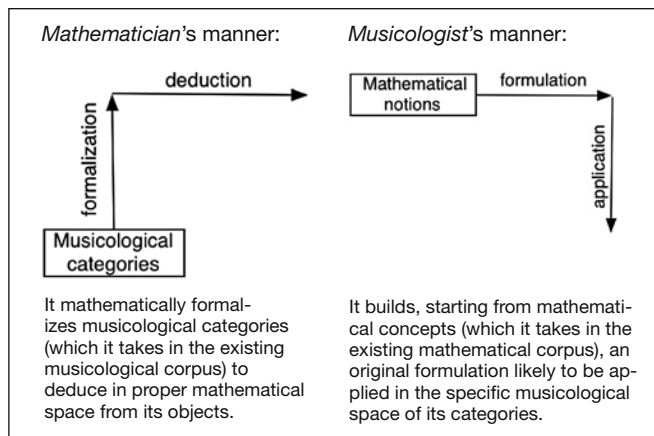 Mathematician's manner:
deduction
formalization
Musicological
categories
It mathematically formal-
izes musicological categories
(which it takes in the existing
musicological corpus) to
deduce in proper mathematical
space from its objects.
Musicologist's manner:
Mathematical
notions
formulation
application
It builds, starting from mathemati-
cal concepts (which it takes in the
existing mathematical corpus), an
original formulation likely to be ap-
plied in the specific musicological
space of its categories.